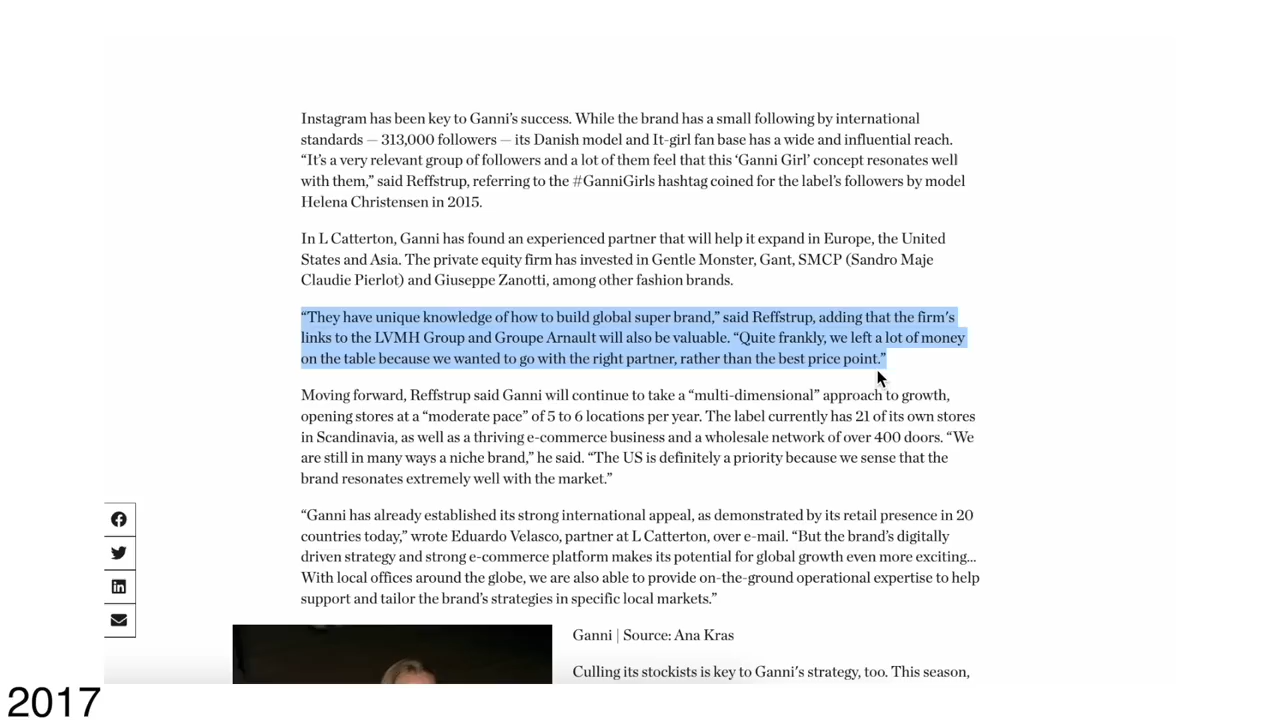 Instagram has been key to Ganni's success. While the brand has a small following by international
standards — 313,000 followers — its Danish model and It-girl fan base has a wide and influential reach.
“It's a very relevant group of followers and a lot of them feel that this ‘Ganni Girl’ concept resonates well
with them,” said Reffstrup, referring to the #GanniGirls hashtag coined for the label's followers by model
Helena Christensen in 2015.
In L Catterton, Ganni has found an experienced partner that will help it expand in Europe, the United
States and Asia. The private equity firm has invested in Gentle Monster, Gant, SMCP (Sandro Maje
Claudie Pierlot) and Giuseppe Zanotti, among other fashion brands.
“They have unique knowledge of how to build global super brand,” said Reffstrup, adding that the firm's
links to the LVMH Group and Groupe Arnault will also be valuable. “Quite frankly, we left a lot of money
on the table because we wanted to go with the right partner, rather than the best price point.”
Moving forward, Reffstrup said Ganni will continue to take a “multi-dimensional” approach to growth,
opening stores at a “moderate pace” of 5 to 6 locations per year. The label currently has 21 of its own stores
in Scandinavia, as well as a thriving e-commerce business and a wholesale network of over 400 doors. “We
are still in many ways a niche brand,” he said. “The US is definitely a priority because we sense that the
brand resonates extremely well with the market.”
“Ganni has already established its strong international appeal, as demonstrated by its retail presence in 20
countries today,” wrote Eduardo Velasco, partner at L Catterton, over e-mail. “But the brand's digitally
driven strategy and strong e-commerce platform makes its potential for global growth even more exciting...
With local offices around the globe, we are also able to provide on-the-ground operational expertise to help
support and tailor the brand's strategies in specific local markets.”
Ganni | Source: Ana Kras
Culling its stockists is key to Ganni's strategy, too. This season,
2017